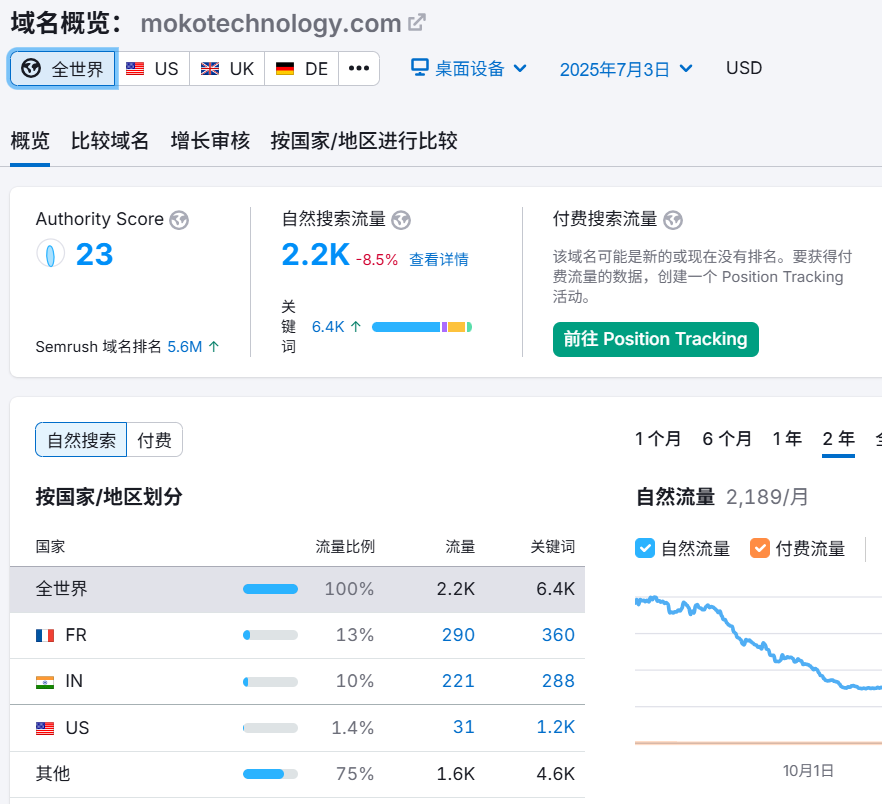 域名概览： mokotechnology.com
全世界 US UK DE •••  桌面设备 2025年7月3日 USD
概览 比较域名 增长审核 按国家/地区进行比较
Authority Score
23
Semrush 域名排名 5.6M ↑
自然搜索流量
2.2K -8.5% 查看详情
关键词 6.4K ↑
付费搜索流量
该域名可能是新的或现在没有排名。要获得付
费流量的数据，创建一个 Position Tracking
活动。
前往 Position Tracking
自然搜索 付费
按国家/地区划分
国家 流量比例 流量 关键词
全世界 100% 2.2K 6.4K
FR 13% 290 360
IN 10% 221 288
US 1.4% 31 1.2K
其他 75% 1.6K 4.6K
1 个月 6 个月 1 年 2 年
自然流量 2,189/月
自然流量 付费流量
10月1日